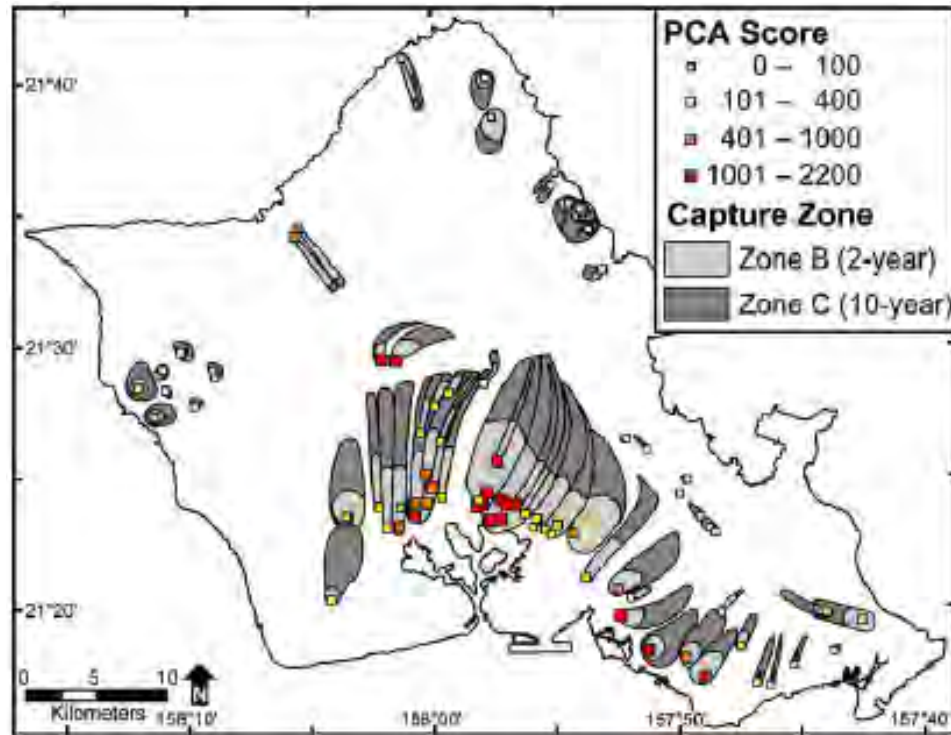 PCA Score
0 – 100
101 – 400
401 – 1000
1001 – 2200
Capture Zone
Zone B (2-year)
Zone C (10-year)
21°40'
21°30'
21°20'
0 5 10
Kilometers
N
158°10' 158°00' 157°50' 157°40'